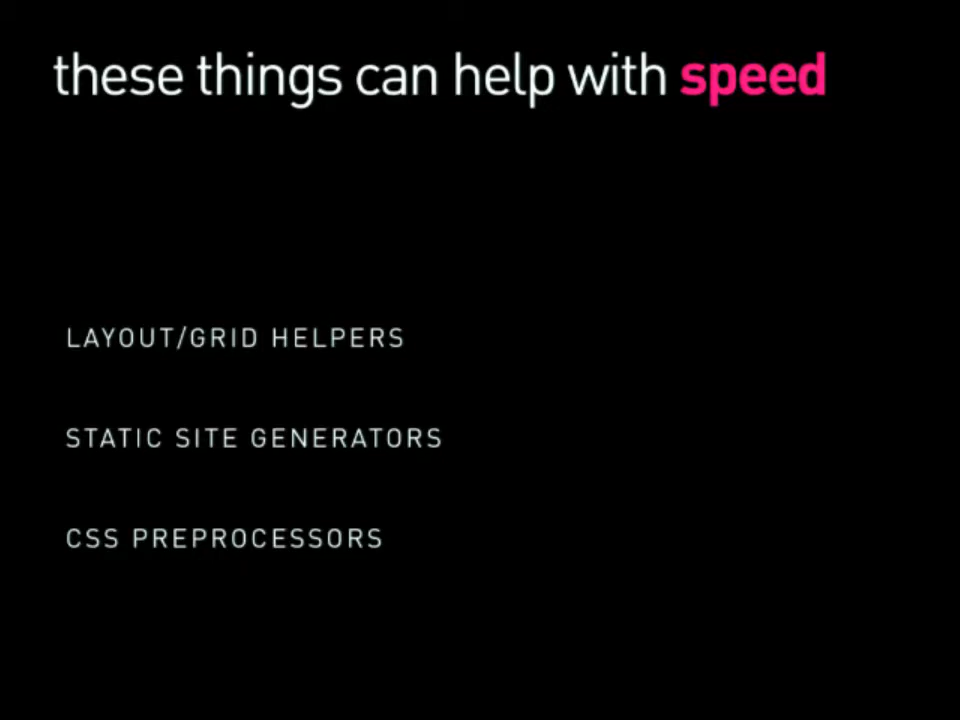 these things can help with speed
LAYOUT/GRID HELPERS
STATIC SITE GENERATORS
CSS PREPROCESSORS